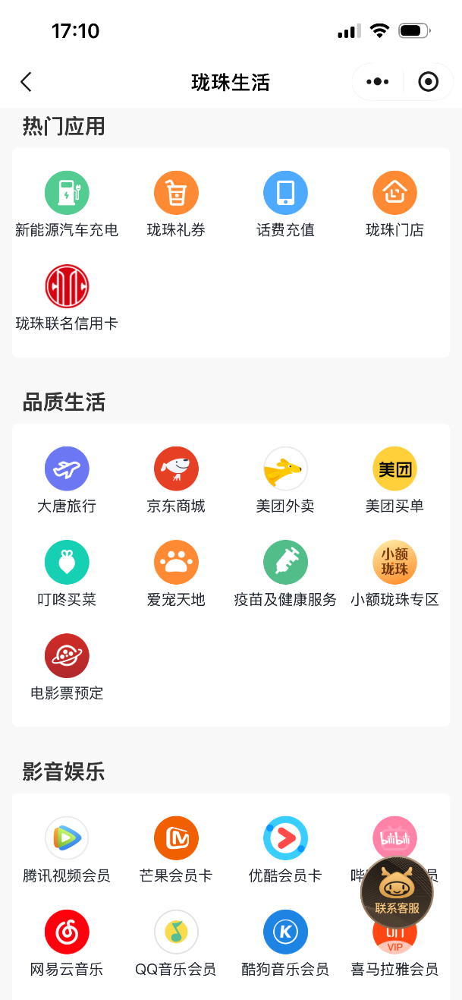 17:10
珑珠生活
热门应用
新能源汽车充电 珑珠礼券 话费充值 珑珠门店
珑珠联名信用卡
品质生活
美团
大唐旅行 京东商城 美团外卖 美团买单
小额
珑珠
叮咚买菜 爱宠天地 疫苗及健康服务 小额珑珠专区
电影票预定
影音娱乐
bilibili
腾讯视频会员 芒果会员卡 优酷会员卡 哔 员
联系客服
K
VIP
网易云音乐 QQ音乐会员 酷狗音乐会员 喜马拉雅会员